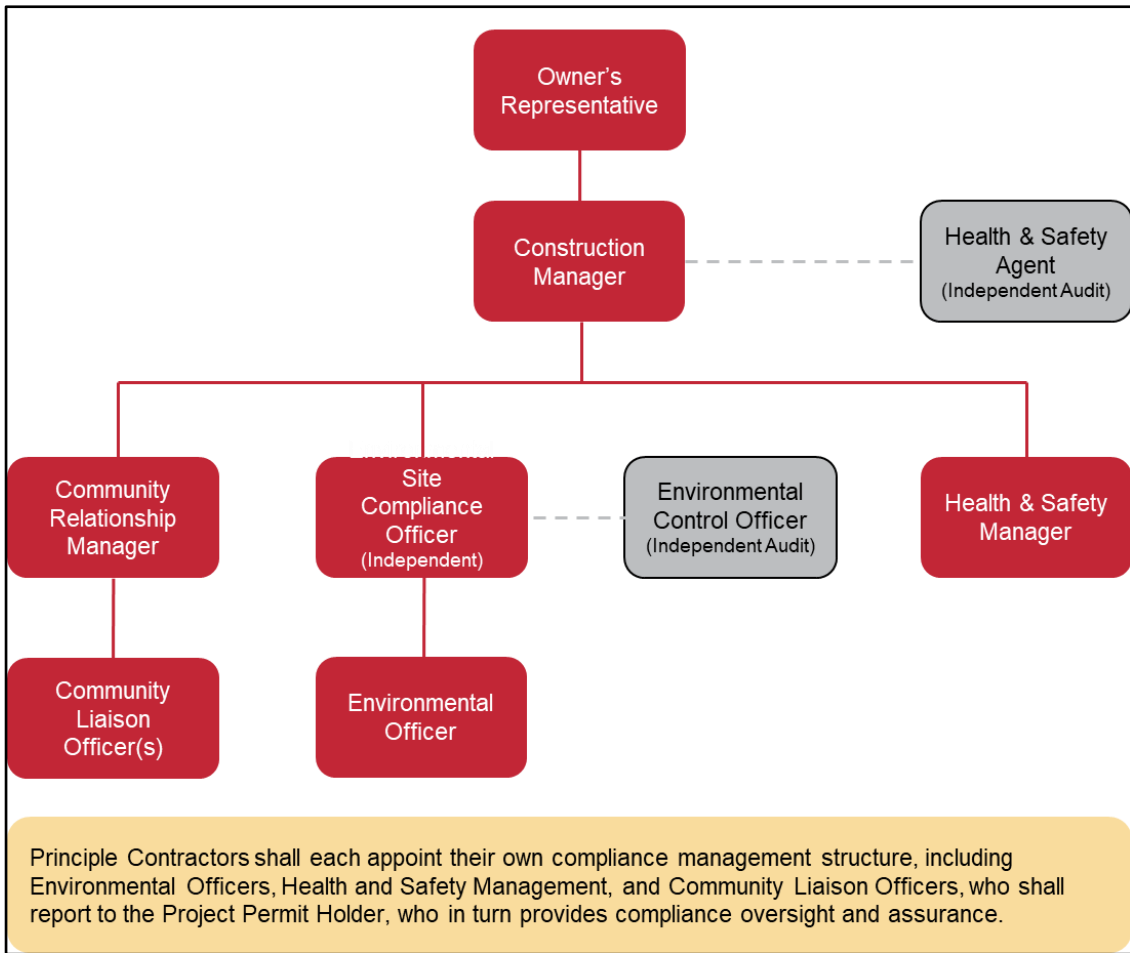 Owner's
Representative
Construction
Manager
Health & Safety
Agent
(Independent Audit)
Community
Relationship
Manager
Site
Compliance
Officer
(Independent)
Environmental
Control Officer
(Independent Audit)
Health & Safety
Manager
Community
Liaison
Officer(s)
Environmental
Officer
Principle Contractors shall each appoint their own compliance management structure, including
Environmental Officers, Health and Safety Management, and Community Liaison Officers, who shall
report to the Project Permit Holder, who in turn provides compliance oversight and assurance.